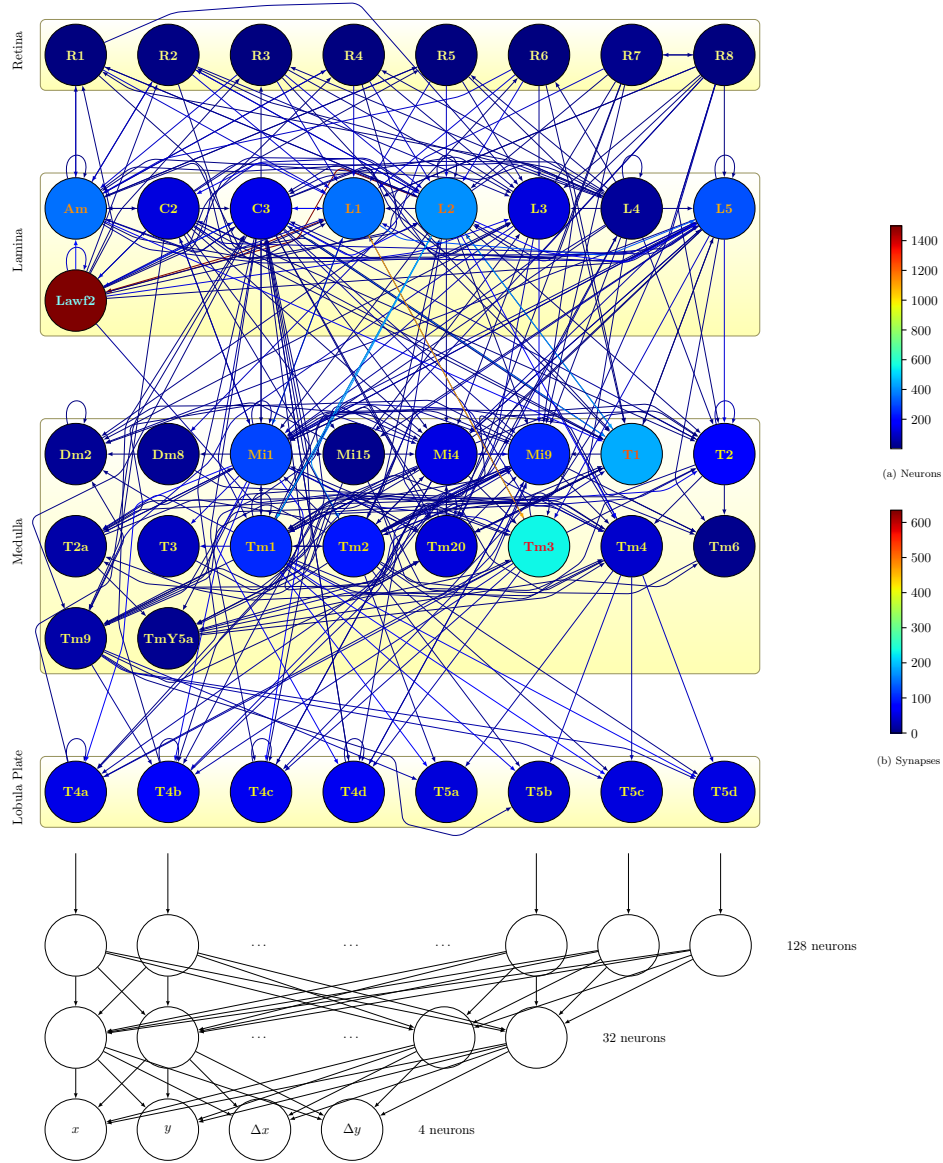 Retina
R1 R2 R3 R4 R5 R6 R7 R8
Lamina
Am C2 C3 L1 L2 L3 L4 L5
Lawf2
Medulla
Dm2 Dm8 Mi1 Mi15 Mi4 Mi9 T1 T2
T2a T3 Tm1 Tm2 Tm20 Tm3 Tm4 Tm6
Tm9 TmY5a
Lobula Plate
T4a T4b T4c T4d T5a T5b T5c T5d
1400
1200
1000
800
600
400
200
(a) Neurons
600
500
400
300
200
100
0
(b) Synapses
... ... ... 128 neurons
... ... 32 neurons
x y Δx Δy 4 neurons